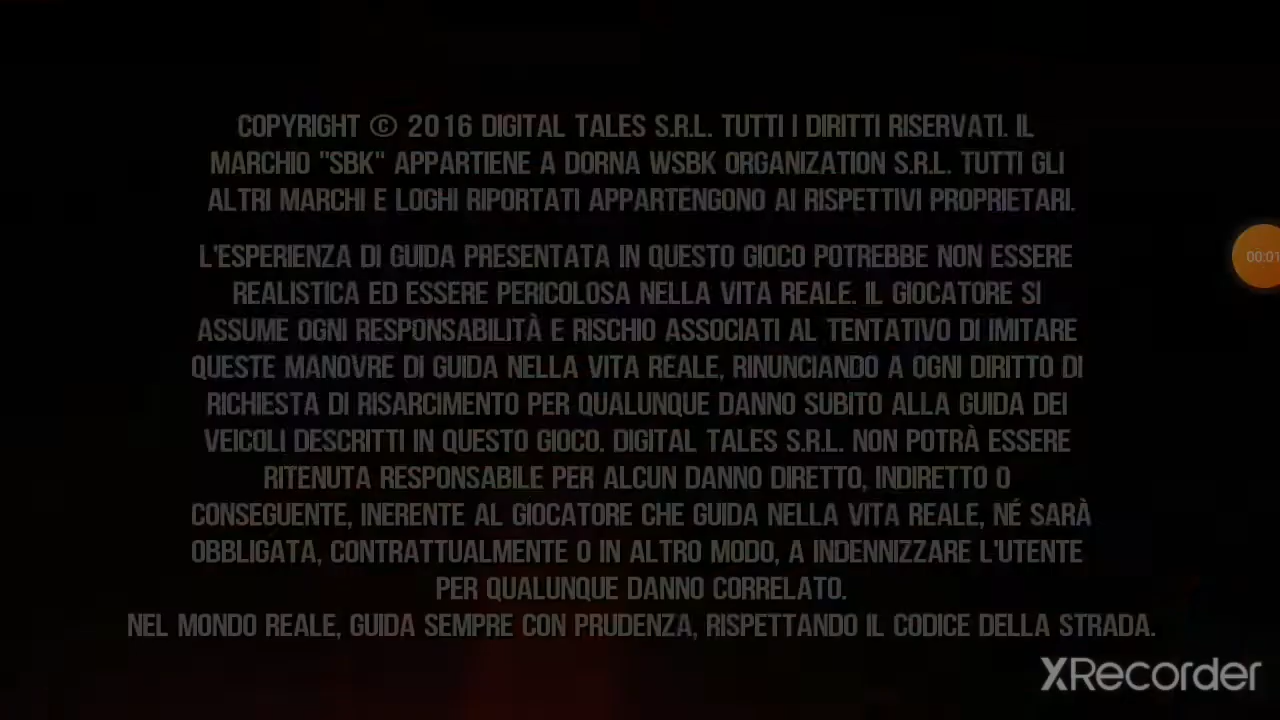 COPYRIGHT © 2016 DIGITAL TALES S.R.L. TUTTI I DIRITTI RISERVATI. IL
MARCHIO "SBK" APPARTIENE A DORNA WSBK ORGANIZATION S.R.L. TUTTI GLI
ALTRI MARCHI E LOGHI RIPORTATI APPARTENGONO AI RISPETTIVI PROPRIETARI.
L'ESPERIENZA DI GUIDA PRESENTATA IN QUESTO GIOCO POTREBBE NON ESSERE
00:01
REALISTICA ED ESSERE PERICOLOSA NELLA VITA REALE. IL GIOCATORE SI
ASSUME OGNI RESPONSABILITÀ E RISCHIO ASSOCIATI AL TENTATIVO DI IMITARE
QUESTE MANOVRE DI GUIDA NELLA VITA REALE, RINUNCIANDO A OGNI DIRITTO DI
RICHIESTA DI RISARCIMENTO PER QUALUNQUE DANNO SUBITO ALLA GUIDA DEI
VEICOLI DESCRITTI IN QUESTO GIOCO. DIGITAL TALES S.R.L. NON POTRÀ ESSERE
RITENUTA RESPONSABILE PER ALCUN DANNO DIRETTO, INDIRETTO O
CONSEGUENTE, INERENTE AL GIOCATORE CHE GUIDA NELLA VITA REALE, NÉ SARÀ
OBBLIGATA, CONTRATTUALMENTE O IN ALTRO MODO, A INDENNIZZARE L'UTENTE
PER QUALUNQUE DANNO CORRELATO.
NEL MONDO REALE, GUIDA SEMPRE CON PRUDENZA, RISPETTANDO IL CODICE DELLA STRADA.
XRecorder